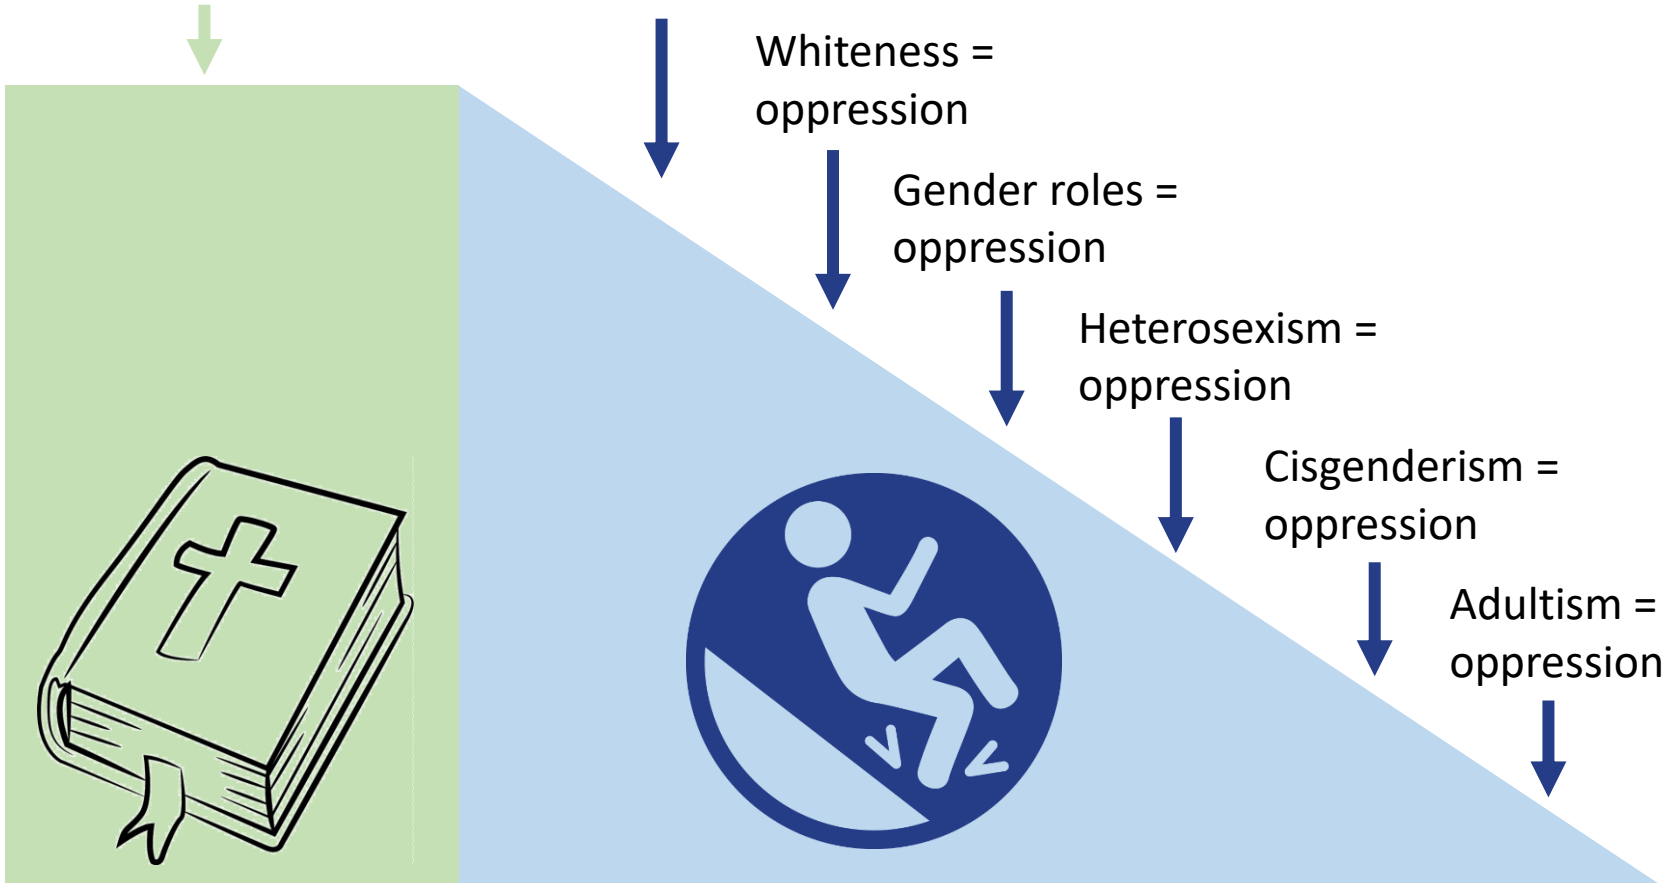 Whiteness =
oppression
Gender roles =
oppression
Heterosexism =
oppression
Cisgenderism =
oppression
Adultism =
oppression